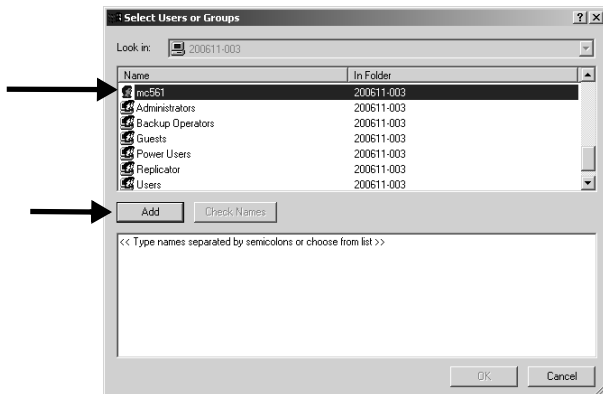 Select Users or Groups
Look in: 200611-003
Name In Folder
mc561 200611-003
Administrators 200611-003
Backup Operators 200611-003
Guests 200611-003
Power Users 200611-003
Replicator 200611-003
Users 200611-003
Add Check Names
<< Type names separated by semicolons or choose from list >>
OK Cancel